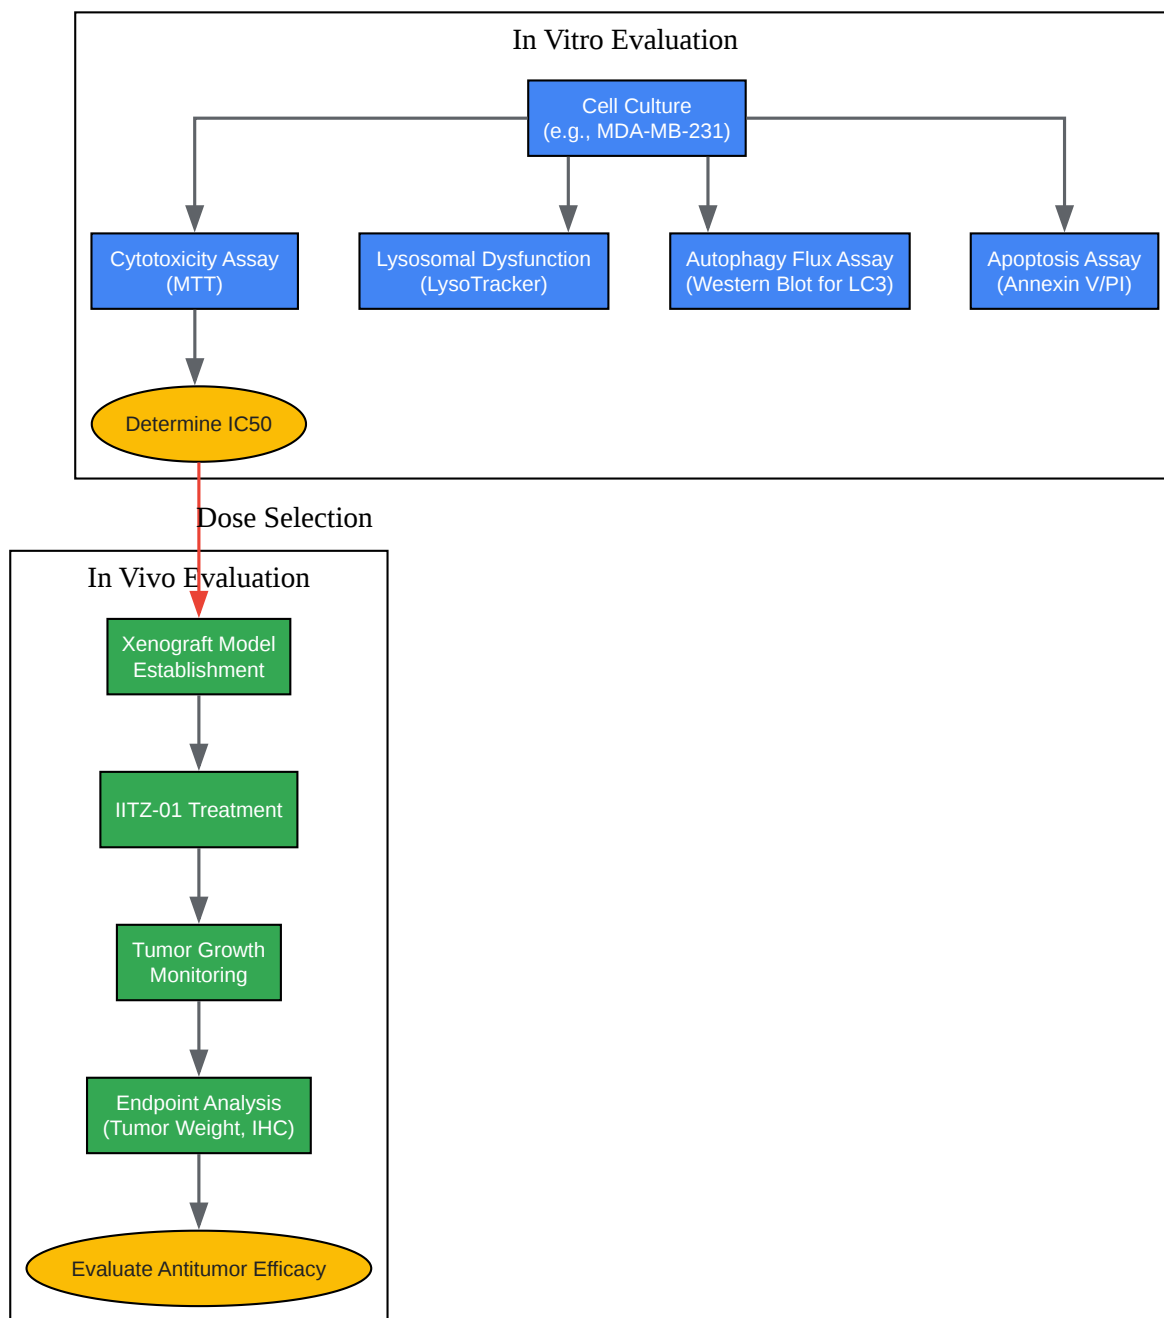 In Vitro Evaluation
Cell Culture
(e.g., MDA-MB-231)
Cytotoxicity Assay
(MTT)
Lysosomal Dysfunction
(LysoTracker)
Autophagy Flux Assay
(Western Blot for LC3)
Apoptosis Assay
(Annexin V/PI)
Determine IC50
Dose Selection
In Vivo Evaluation
Xenograft Model
Establishment
IITZ-01 Treatment
Tumor Growth
Monitoring
Endpoint Analysis
(Tumor Weight, IHC)
Evaluate Antitumor Efficacy